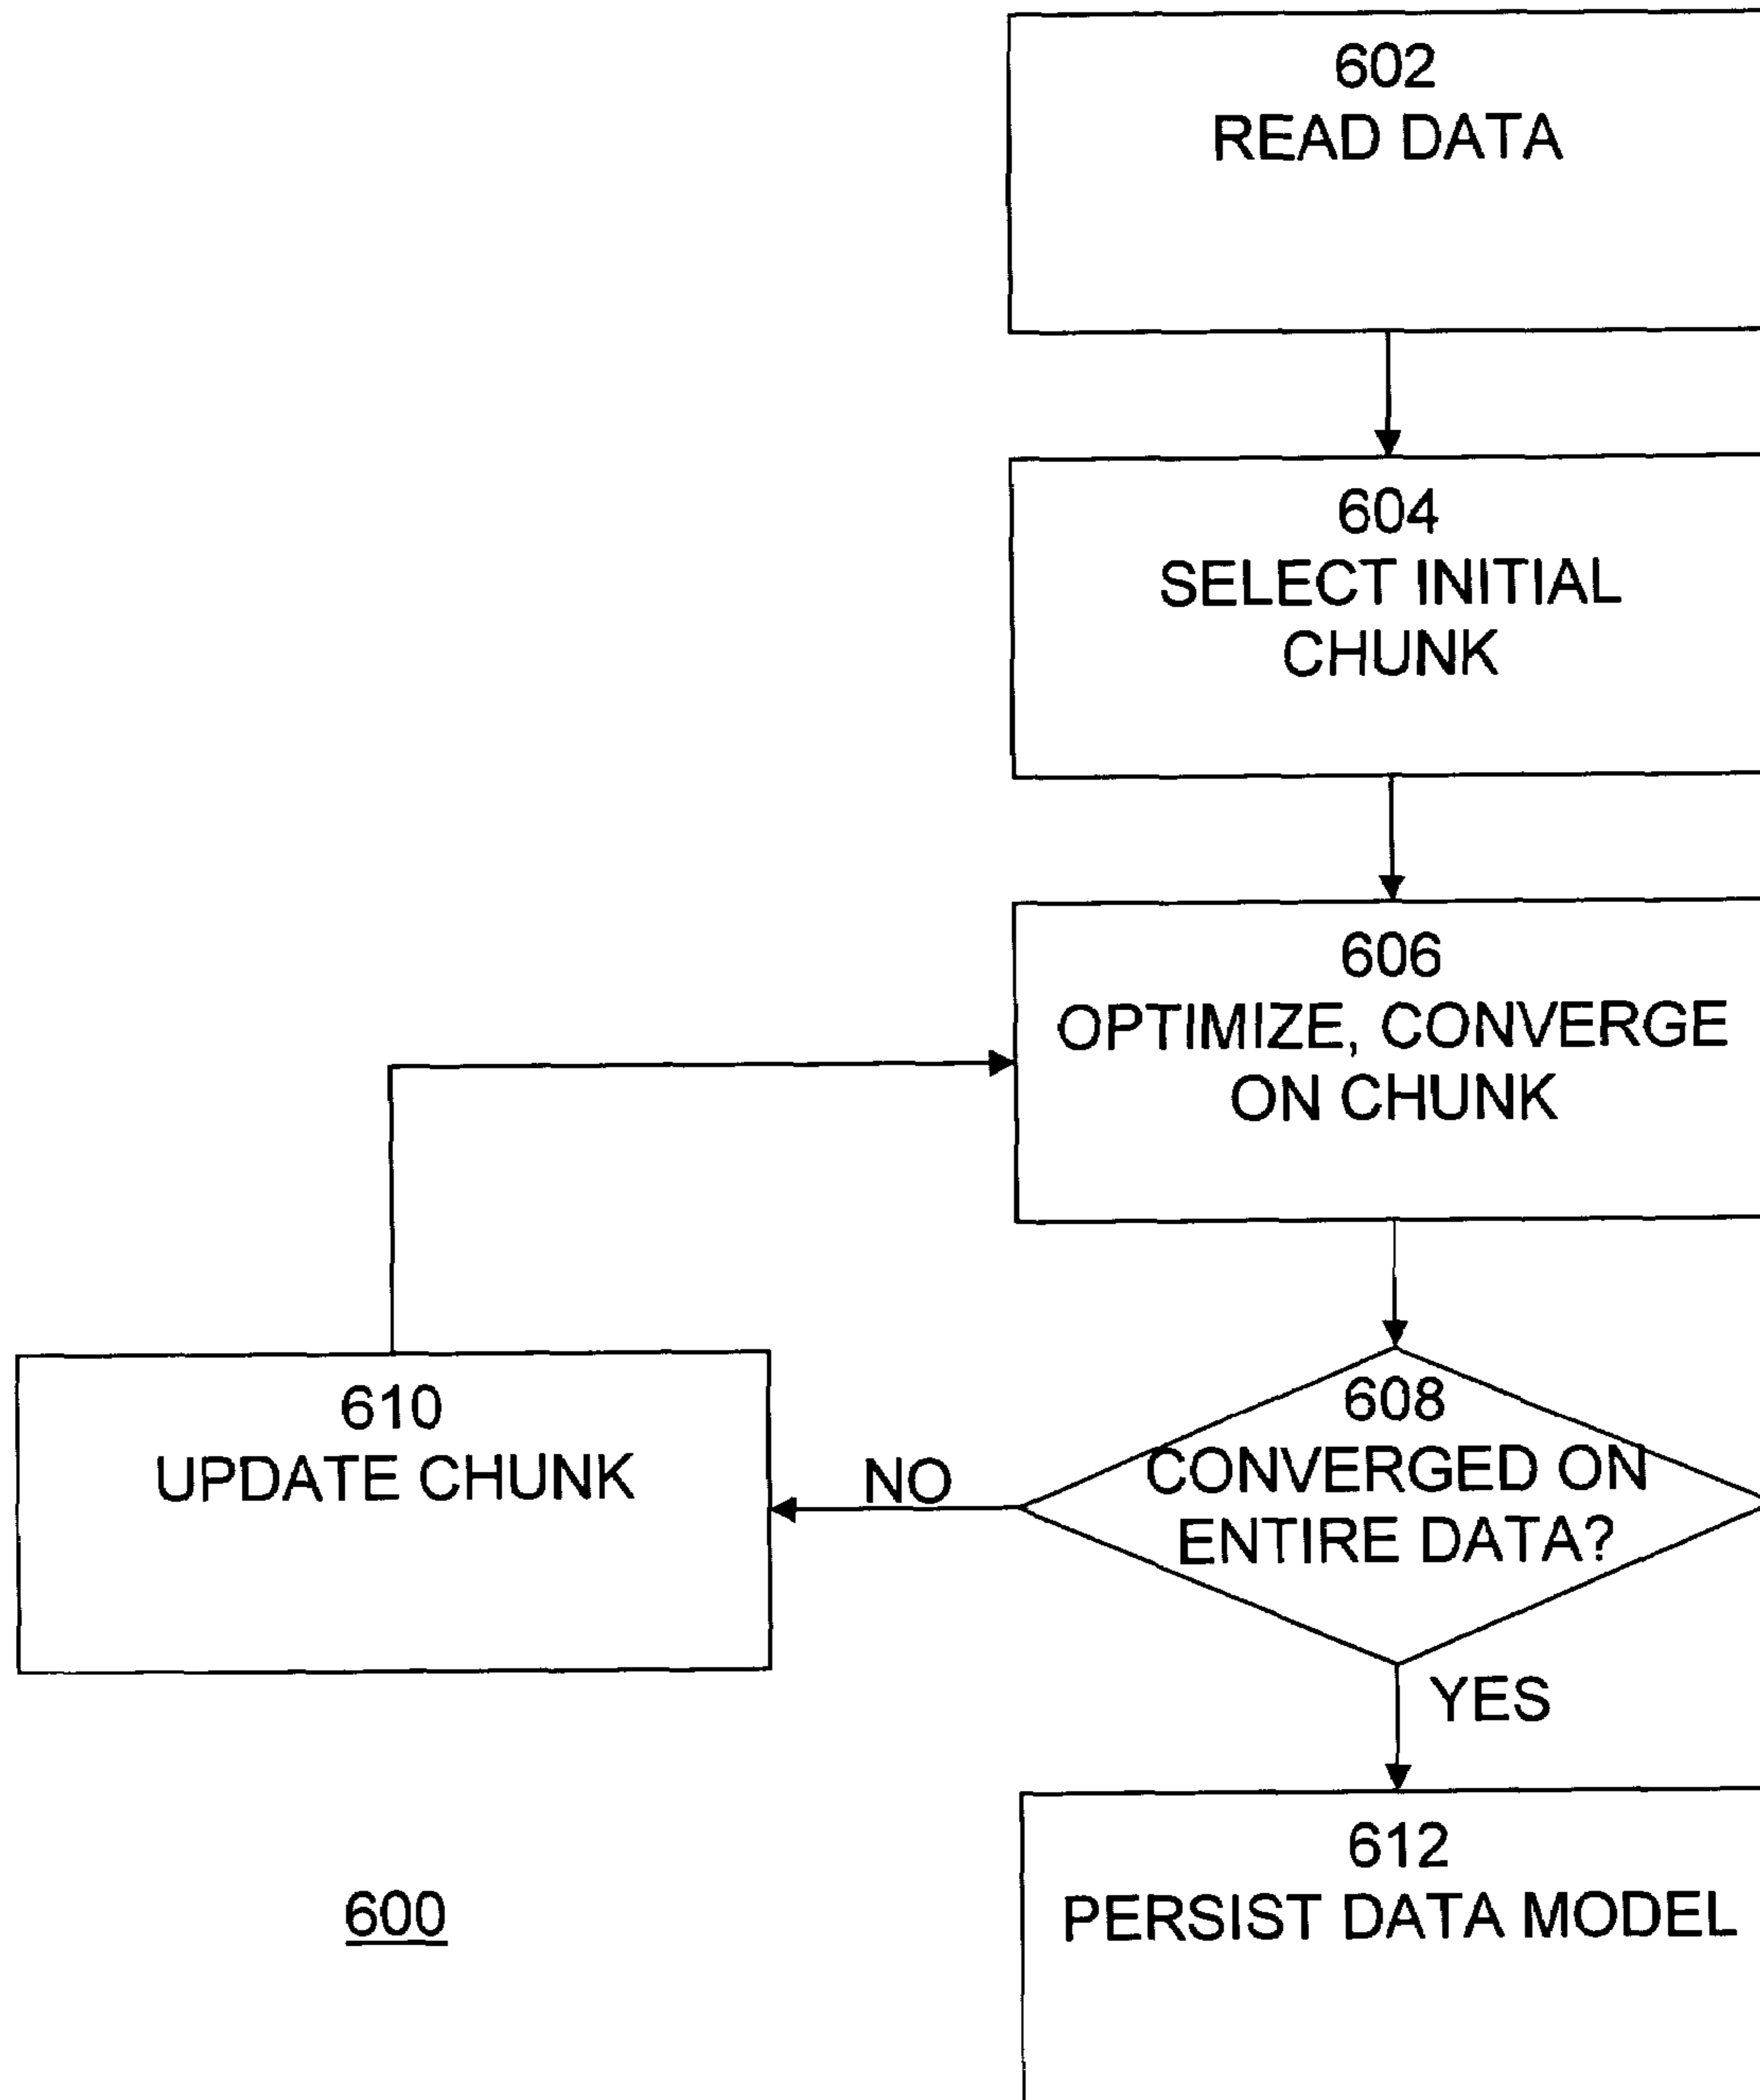 602
READ DATA
604
SELECT INITIAL
CHUNK
606
OPTIMIZE, CONVERGE
ON CHUNK
608
CONVERGED ON
ENTIRE DATA?
NO
610
UPDATE CHUNK
YES
612
PERSIST DATA MODEL
600